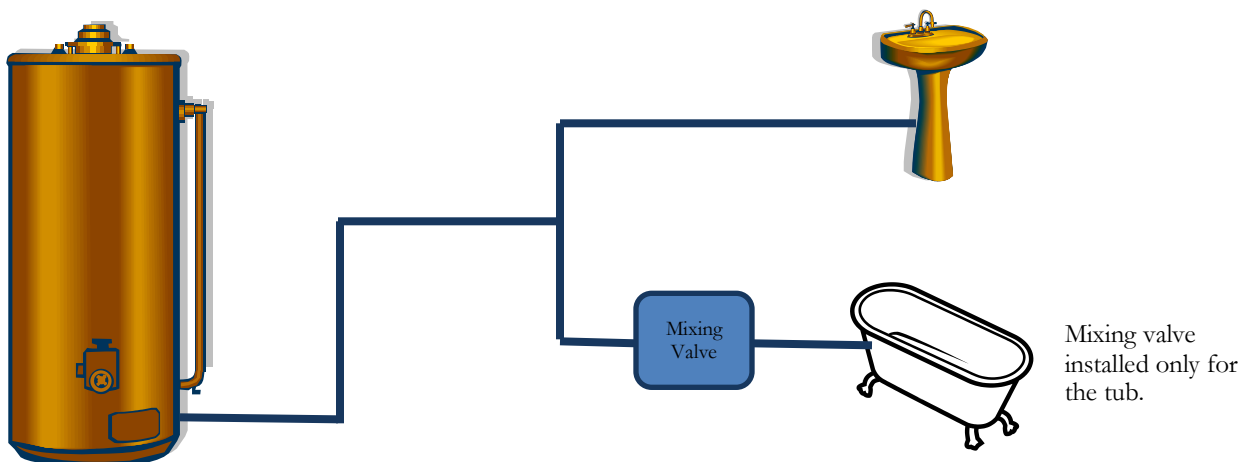 Mixing
Valve
Mixing valve
installed only for
the tub.